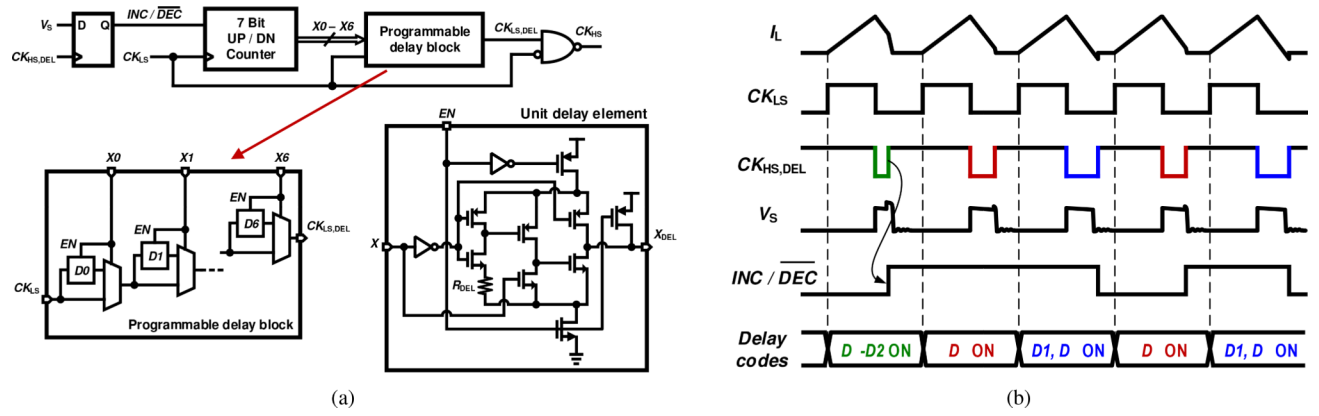 V_S
D Q
INC / DEC
7 Bit
UP / DN
Counter
X0 – X6
Programmable
delay block
CK_LS,DEL
CK_HS
CK_HS,DEL
CK_LS
X0
X1
X6
EN
D0
EN
D1
EN
D6
CK_LS,DEL
CK_LS
Programmable delay block
EN
Unit delay element
X
R_DEL
X_DEL
(a)
I_L
CK_LS
CK_HS,DEL
V_S
INC / DEC
Delay
codes
D -D2 ON
D ON
D1, D ON
D ON
D1, D ON
(b)